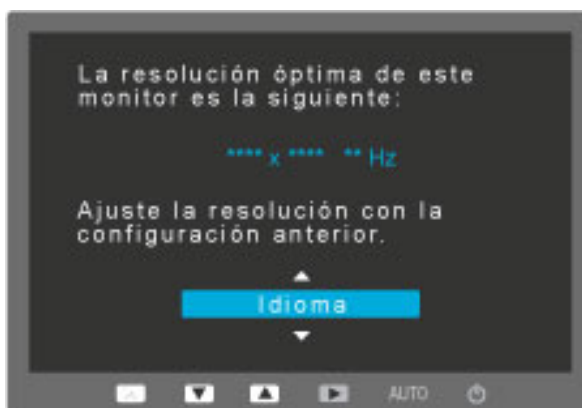 La resolución óptima de este
monitor es la siguiente:
**** x **** ** Hz
Ajuste la resolución con la
configuración anterior.
Idioma
AUTO